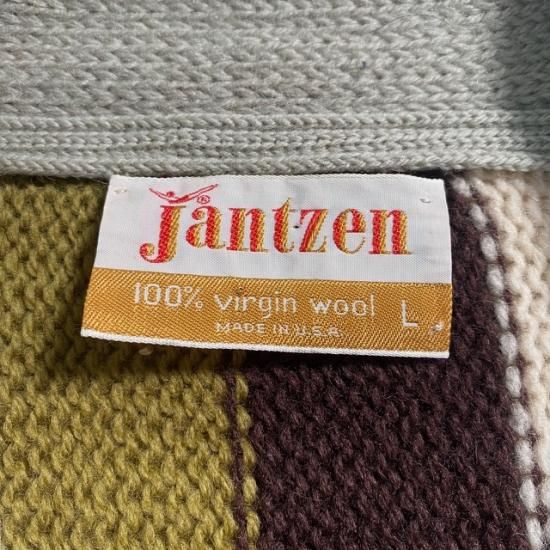 jantzen®
100% virgin wool L
MADE IN U.S.A.